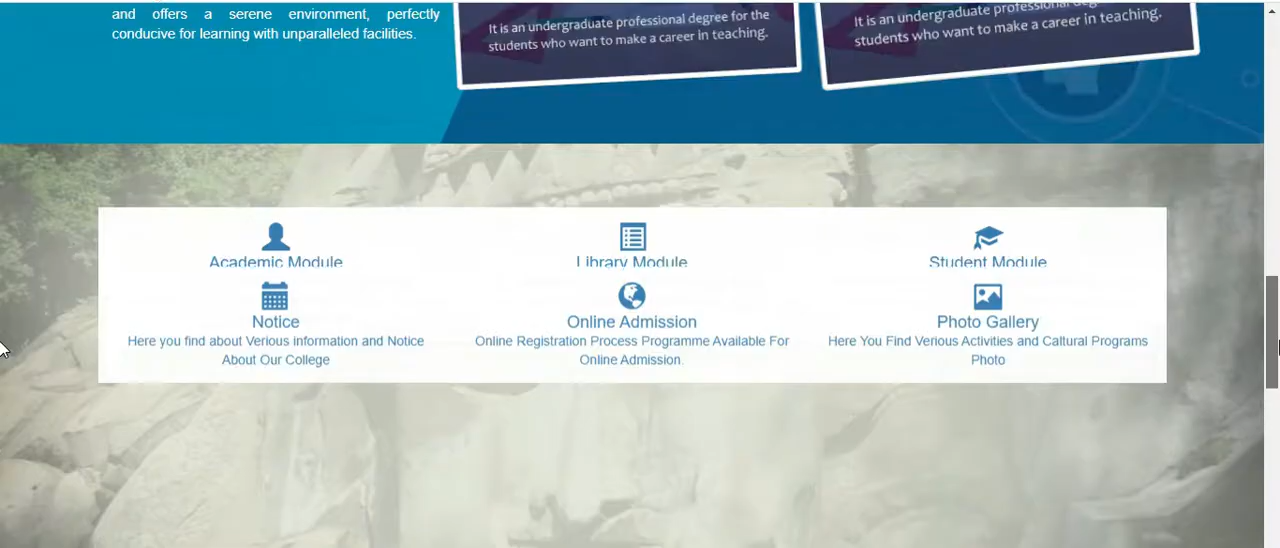 and offers a serene environment, perfectly
conducive for learning with unparalleled facilities.
It is an undergraduate professional degree for the
students who want to make a career in teaching.
It is an undergraduate professional degree
students who want to make a career in teaching.
Academic Module
Library Module
Student Module
Notice
Here you find about Verious information and Notice
About Our College
Online Admission
Online Registration Process Programme Available For
Online Admission.
Photo Gallery
Here You Find Verious Activities and Caltural Programs
Photo